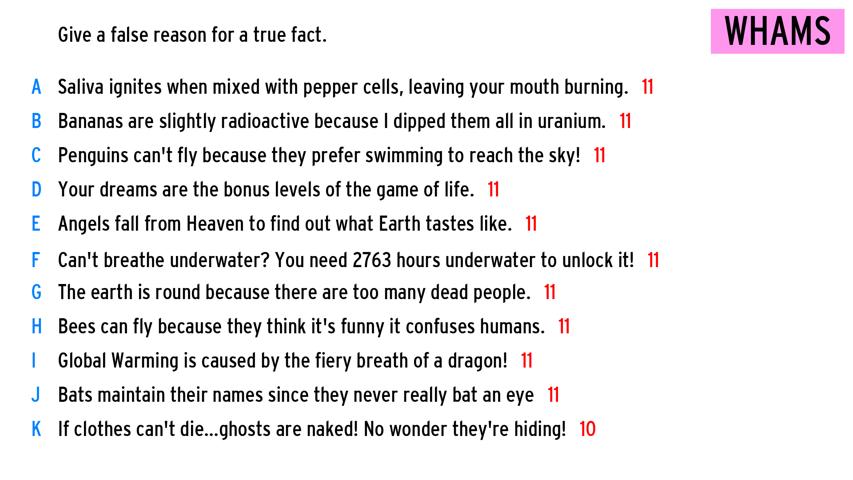 Give a false reason for a true fact.
WHAMS
A Saliva ignites when mixed with pepper cells, leaving your mouth burning. 11
B Bananas are slightly radioactive because I dipped them all in uranium. 11
C Penguins can't fly because they prefer swimming to reach the sky! 11
D Your dreams are the bonus levels of the game of life. 11
E Angels fall from Heaven to find out what Earth tastes like. 11
F Can't breathe underwater? You need 2763 hours underwater to unlock it! 11
G The earth is round because there are too many dead people. 11
H Bees can fly because they think it's funny it confuses humans. 11
I Global Warming is caused by the fiery breath of a dragon! 11
J Bats maintain their names since they never really bat an eye 11
K If clothes can't die...ghosts are naked! No wonder they're hiding! 10